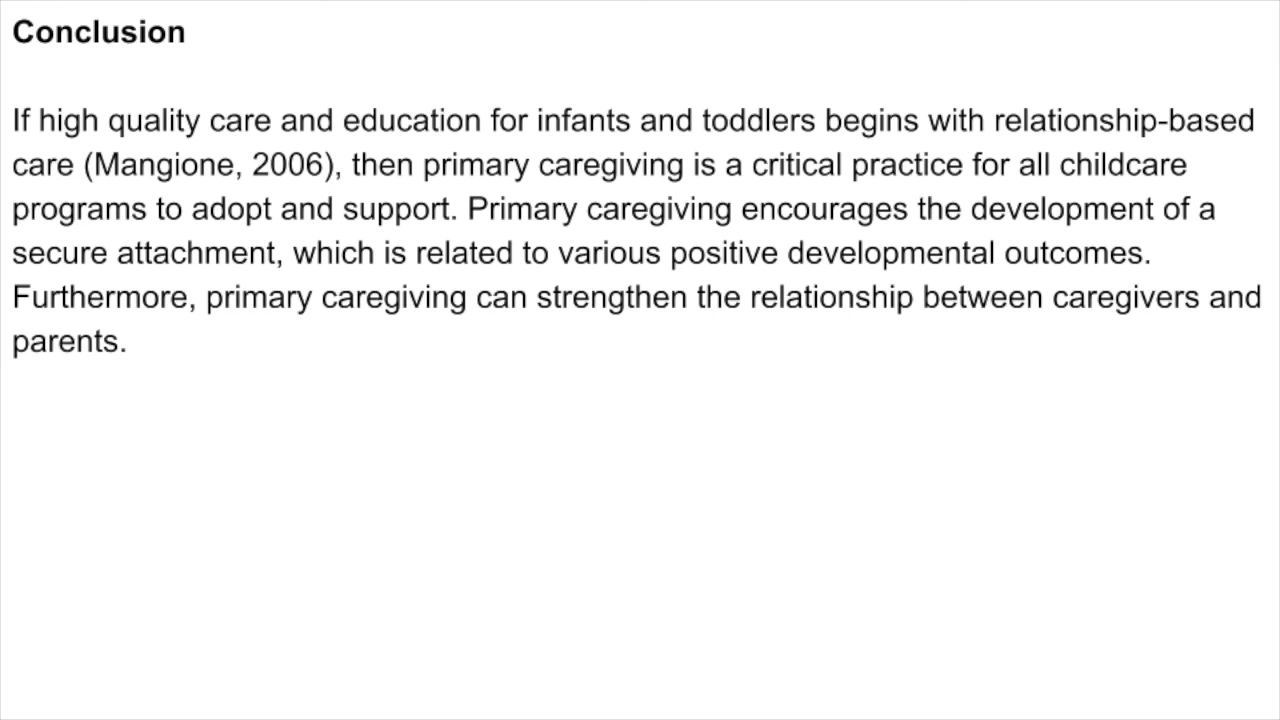 Conclusion
If high quality care and education for infants and toddlers begins with relationship-based
care (Mangione, 2006), then primary caregiving is a critical practice for all childcare
programs to adopt and support. Primary caregiving encourages the development of a
secure attachment, which is related to various positive developmental outcomes.
Furthermore, primary caregiving can strengthen the relationship between caregivers and
parents.